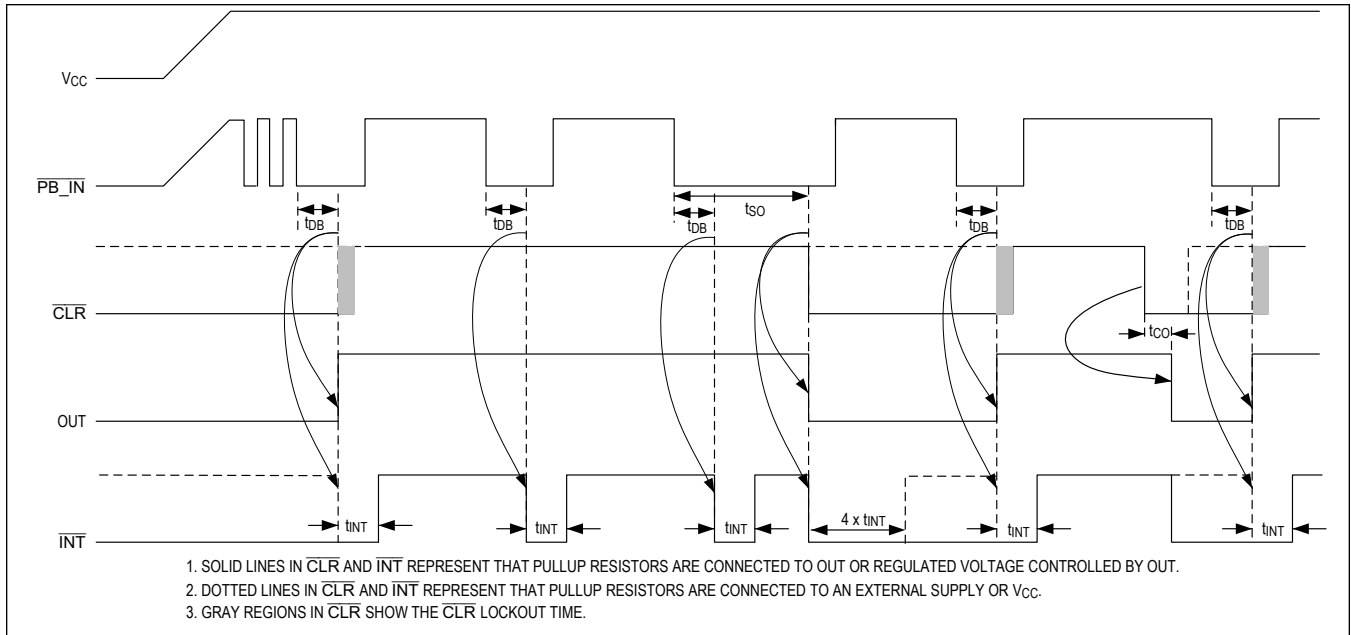 VCC
PB_IN
tDB
tDB
tSO
tDB
tDB
tDB
CLR
tCO
OUT
4 x tINT
tINT
tINT
tINT
tINT
tINT
INT
1. SOLID LINES IN CLR AND INT REPRESENT THAT PULLUP RESISTORS ARE CONNECTED TO OUT OR REGULATED VOLTAGE CONTROLLED BY OUT.
2. DOTTED LINES IN CLR AND INT REPRESENT THAT PULLUP RESISTORS ARE CONNECTED TO AN EXTERNAL SUPPLY OR VCC.
3. GRAY REGIONS IN CLR SHOW THE CLR LOCKOUT TIME.